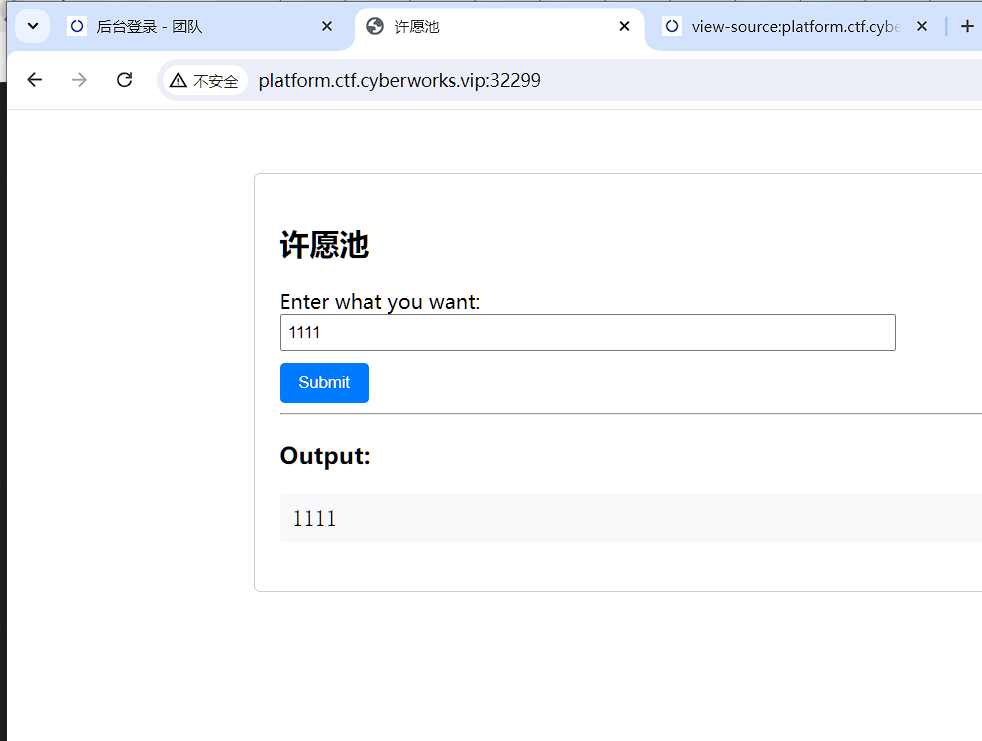 后台登录 - 团队
许愿池
view-source:platform.ctf.cybe
不安全
platform.ctf.cyberworks.vip:32299
许愿池
Enter what you want:
1111
Submit
Output:
1111